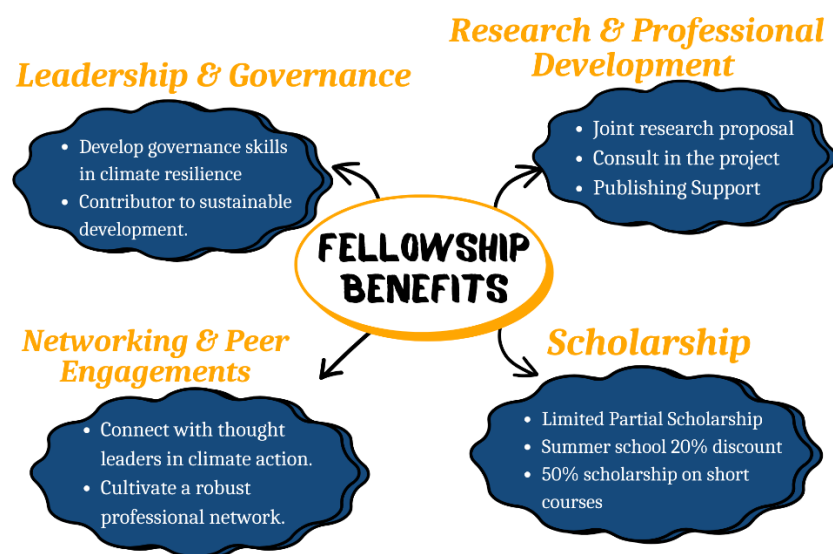 Leadership & Governance
• Develop governance skills
in climate resilience
• Contributor to sustainable
development.
Research & Professional
Development
• Joint research proposal
• Consult in the project
• Publishing Support
FELLOWSHIP
BENEFITS
Networking & Peer
Engagements
• Connect with thought
leaders in climate action.
• Cultivate a robust
professional network.
Scholarship
• Limited Partial Scholarship
• Summer school 20% discount
• 50% scholarship on short
courses